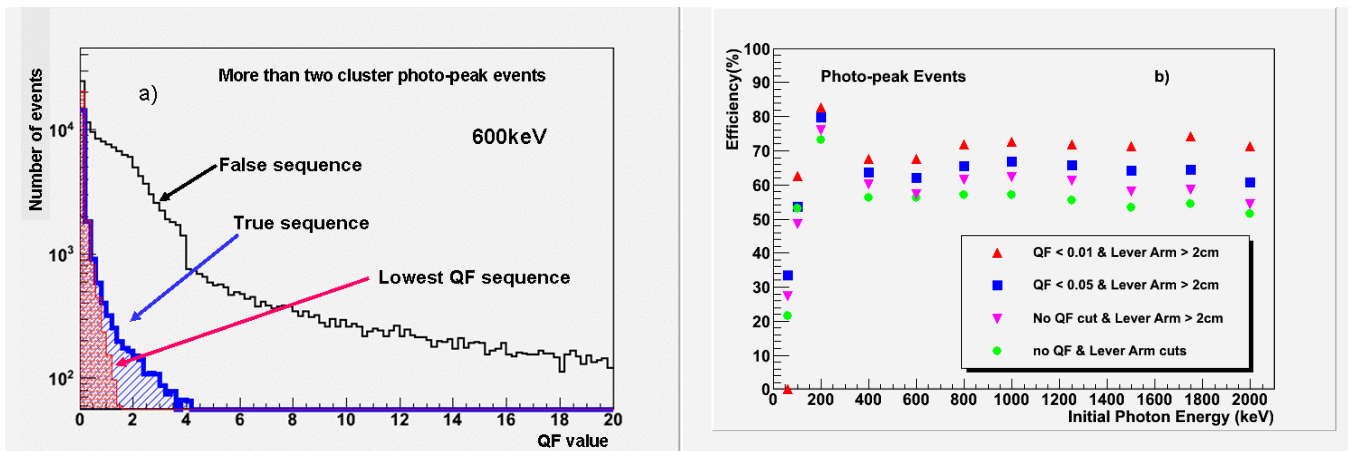 More than two cluster photo-peak events
a)
600keV
False sequence
True sequence
Lowest QF sequence
Number of events
10^4
10^3
10^2
0 2 4 6 8 10 12 14 16 18 20
QF value
Photo-peak Events
b)
Efficiency(%)
100
90
80
70
60
50
40
30
20
10
0
QF < 0.01 & Lever Arm > 2cm
QF < 0.05 & Lever Arm > 2cm
No QF cut & Lever Arm > 2cm
no QF & Lever Arm cuts
0 200 400 600 800 1000 1200 1400 1600 1800 2000
Initial Photon Energy (keV)